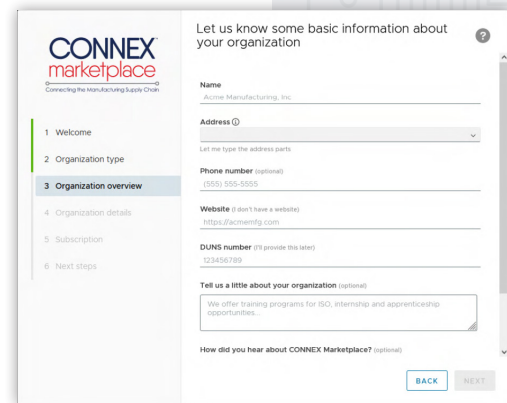 CONNEX
marketplace
Connecting the Manufacturing Supply Chain
1 Welcome
2 Organization type
3 Organization overview
4 Organization details
5 Subscription
6 Next steps
Let us know some basic information about
your organization
?
Name
Acme Manufacturing, Inc
Address
Let me type the address parts
Phone number (optional)
(555) 555-5555
Website (I don't have a website)
https://acmemfg.com
DUNS number (I'll provide this later)
123456789
Tell us a little about your organization (optional)
We offer training programs for ISO, internship and apprenticeship
opportunities...
How did you hear about CONNEX Marketplace? (optional)
BACK NEXT